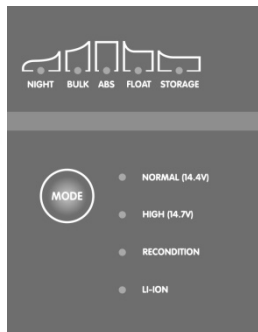 NIGHT BULK ABS FLOAT STORAGE
MODE
NORMAL (14.4V)
HIGH (14.7V)
RECONDITION
LI-ION